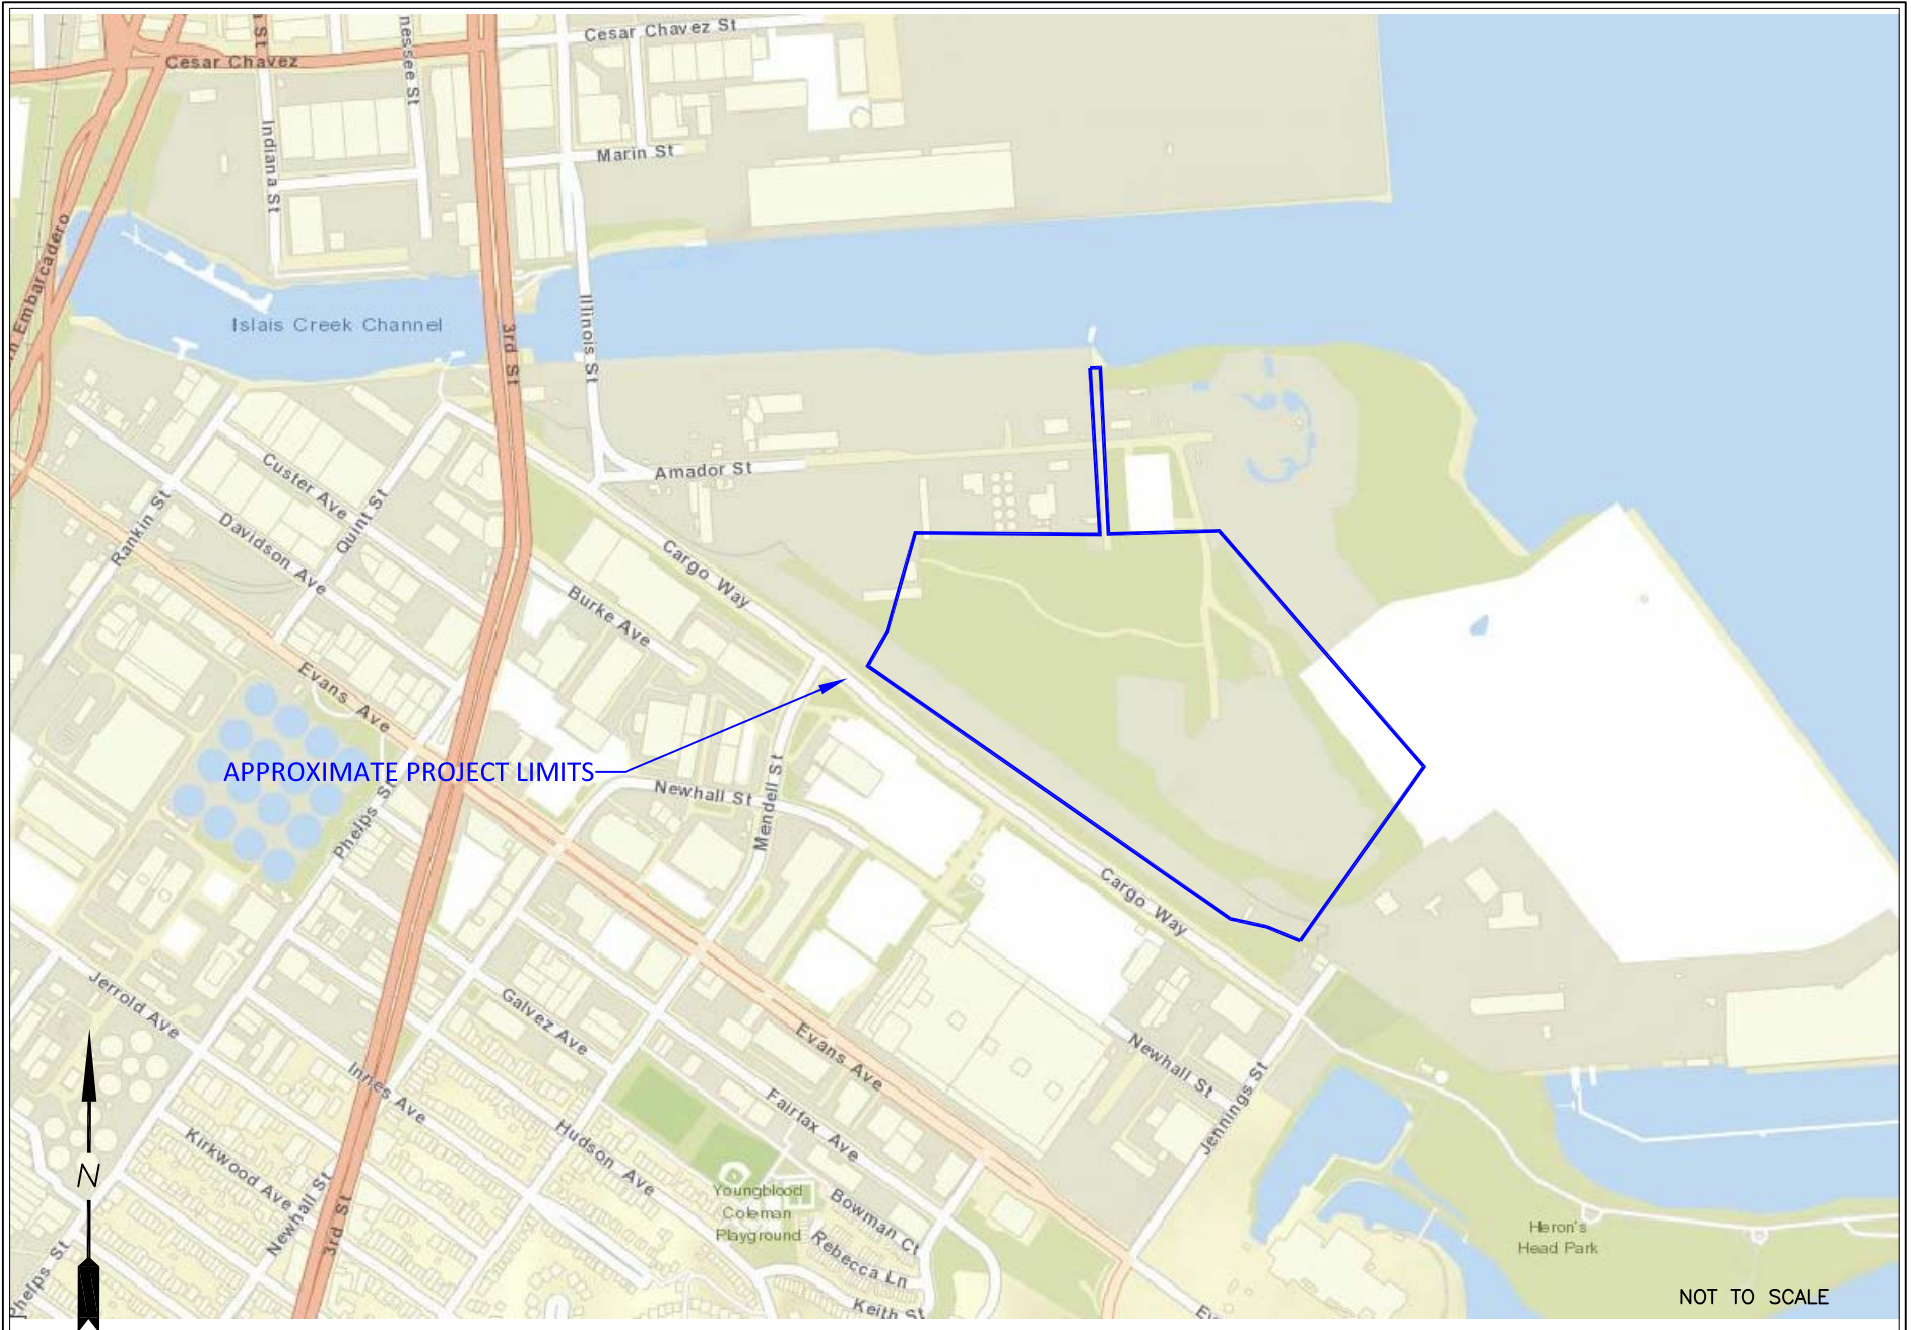 Cesar Chavez St
Cesar Chavez
Indiana St
Marin St
Embarcadero
Islais Creek Channel
3rd St
Illinois St
Amador St
Custer Ave
Quint St
Rankin St
Davidson Ave
Cargo Way
Burke Ave
Evans Ave
APPROXIMATE PROJECT LIMITS
Newhall St
Mendell St
Phelps St
Cargo Way
Jerrold Ave
Galvez Ave
Evans Ave
Innes Ave
Fairfax Ave
Newhall St
Jennings St
Hudson Ave
Kirkwood Ave
Newhall St
3rd St
Phelps St
N
Youngblood
Coleman
Playground
Bowman Ct
Rebecca Ln
Keith St
Heron's
Head Park
NOT TO SCALE